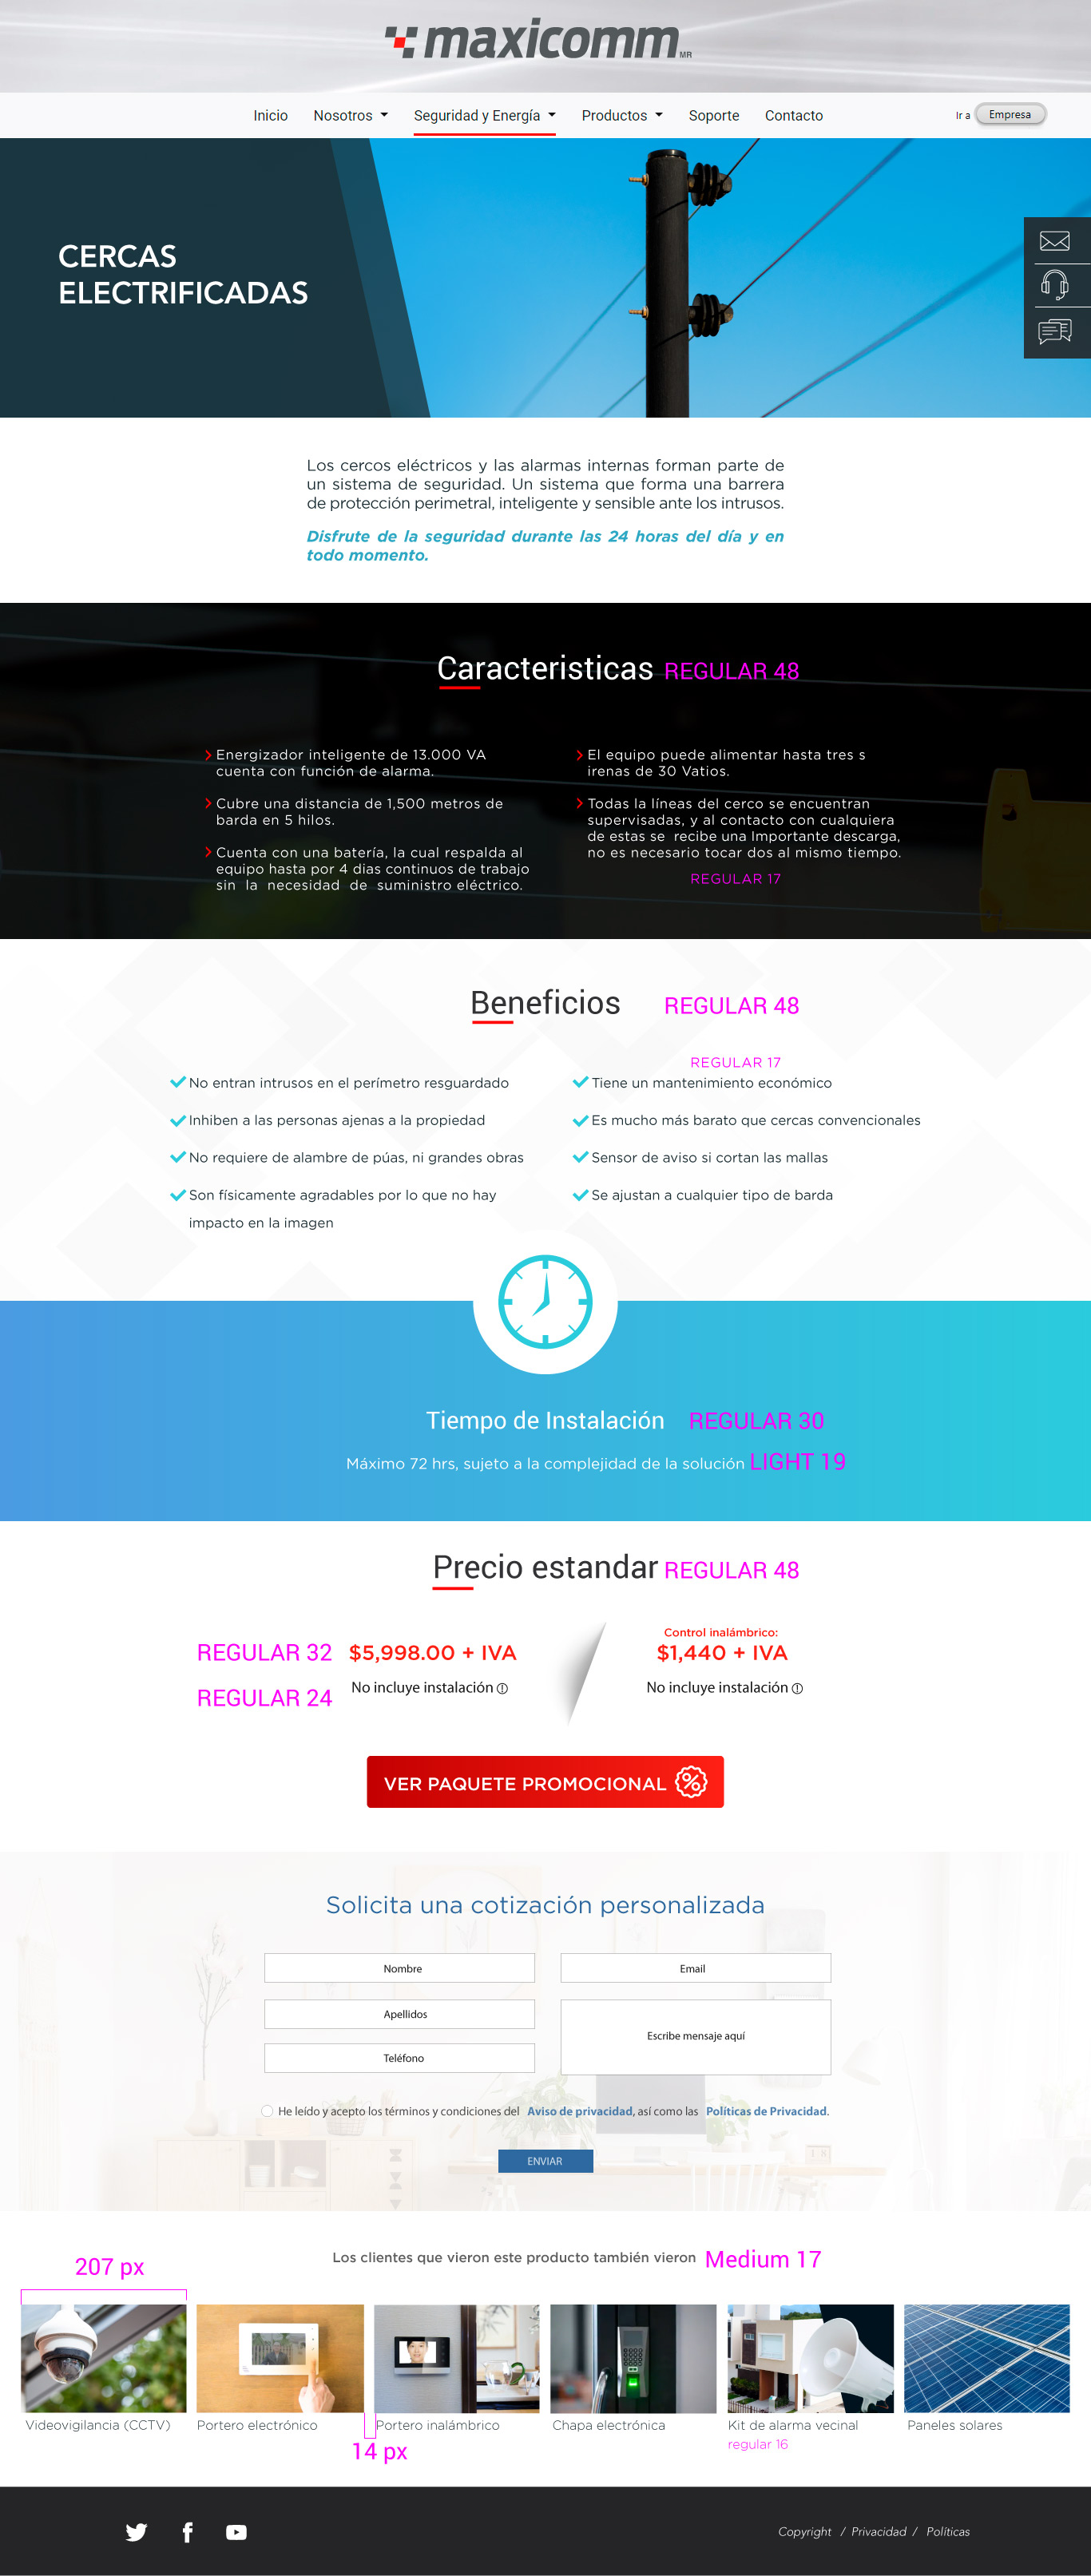 maxicomm MR
Inicio Nosotros Seguridad y Energía Productos Soporte Contacto Ir a Empresa
CERCAS
ELECTRIFICADAS
Los cercos eléctricos y las alarmas internas forman parte de
un sistema de seguridad. Un sistema que forma una barrera
de protección perimetral, inteligente y sensible ante los intrusos.
Disfrute de la seguridad durante las 24 horas del día y en
todo momento.
Caracteristicas REGULAR 48
Energizador inteligente de 13.000 VA
cuenta con función de alarma.
Cubre una distancia de 1,500 metros de
barda en 5 hilos.
Cuenta con una batería, la cual respalda al
equipo hasta por 4 dias continuos de trabajo
sin la necesidad de suministro eléctrico.
El equipo puede alimentar hasta tres s
irenas de 30 Vatios.
Todas la líneas del cerco se encuentran
supervisadas, y al contacto con cualquiera
de estas se recibe una Importante descarga,
no es necesario tocar dos al mismo tiempo.
REGULAR 17
Beneficios REGULAR 48
REGULAR 17
No entran intrusos en el perímetro resguardado
Inhiben a las personas ajenas a la propiedad
No requiere de alambre de púas, ni grandes obras
Son físicamente agradables por lo que no hay
impacto en la imagen
Tiene un mantenimiento económico
Es mucho más barato que cercas convencionales
Sensor de aviso si cortan las mallas
Se ajustan a cualquier tipo de barda
Tiempo de Instalación REGULAR 30
Máximo 72 hrs, sujeto a la complejidad de la solución LIGHT 19
Precio estandar REGULAR 48
REGULAR 32 $5,998.00 + IVA
REGULAR 24 No incluye instalación
Control inalámbrico:
$1,440 + IVA
No incluye instalación
VER PAQUETE PROMOCIONAL %
Solicita una cotización personalizada
Nombre
Apellidos
Teléfono
Email
Escribe mensaje aquí
He leído y acepto los términos y condiciones del Aviso de privacidad, así como las Políticas de Privacidad.
ENVIAR
Los clientes que vieron este producto también vieron Medium 17
207 px
Videovigilancia (CCTV) Portero electrónico Portero inalámbrico Chapa electrónica Kit de alarma vecinal Paneles solares
regular 16
14 px
Copyright / Privacidad / Políticas